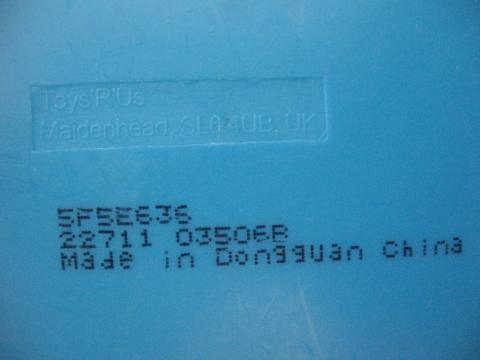 Toys'R'Us
Maidenhead, SL6 4UB, UK
5F5E636
22711 03506B
Made in Dongguan China